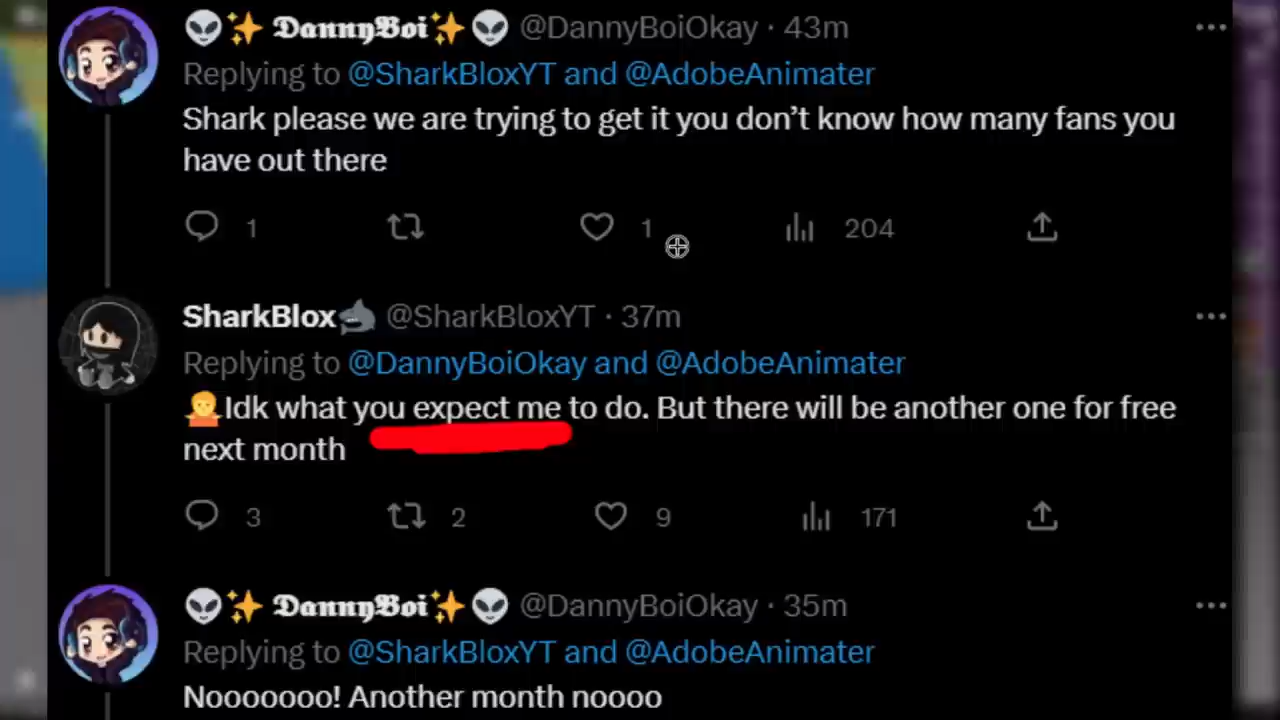 👽✨ 𝕯𝖆𝖓𝖓𝖞𝕭𝖔𝖎✨👽 @DannyBoiOkay · 43m
Replying to @SharkBloxYT and @AdobeAnimater
Shark please we are trying to get it you don’t know how many fans you
have out there
1 1 204
SharkBlox🦈 @SharkBloxYT · 37m
Replying to @DannyBoiOkay and @AdobeAnimater
🤷Idk what you expect me to do. But there will be another one for free
next month
3 2 9 171
👽✨ 𝕯𝖆𝖓𝖓𝖞𝕭𝖔𝖎✨👽 @DannyBoiOkay · 35m
Replying to @SharkBloxYT and @AdobeAnimater
Nooooooo! Another month noooo